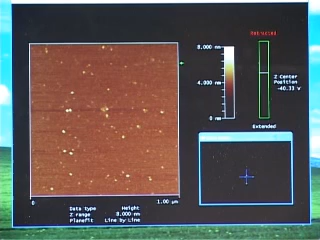 8.000 nm
4.000 nm
0 nm
Z Center
Position
-40.33 V
Extended
0
1.00 µm
Data type Height
Z range 8.000 nm
Planefit Line by Line